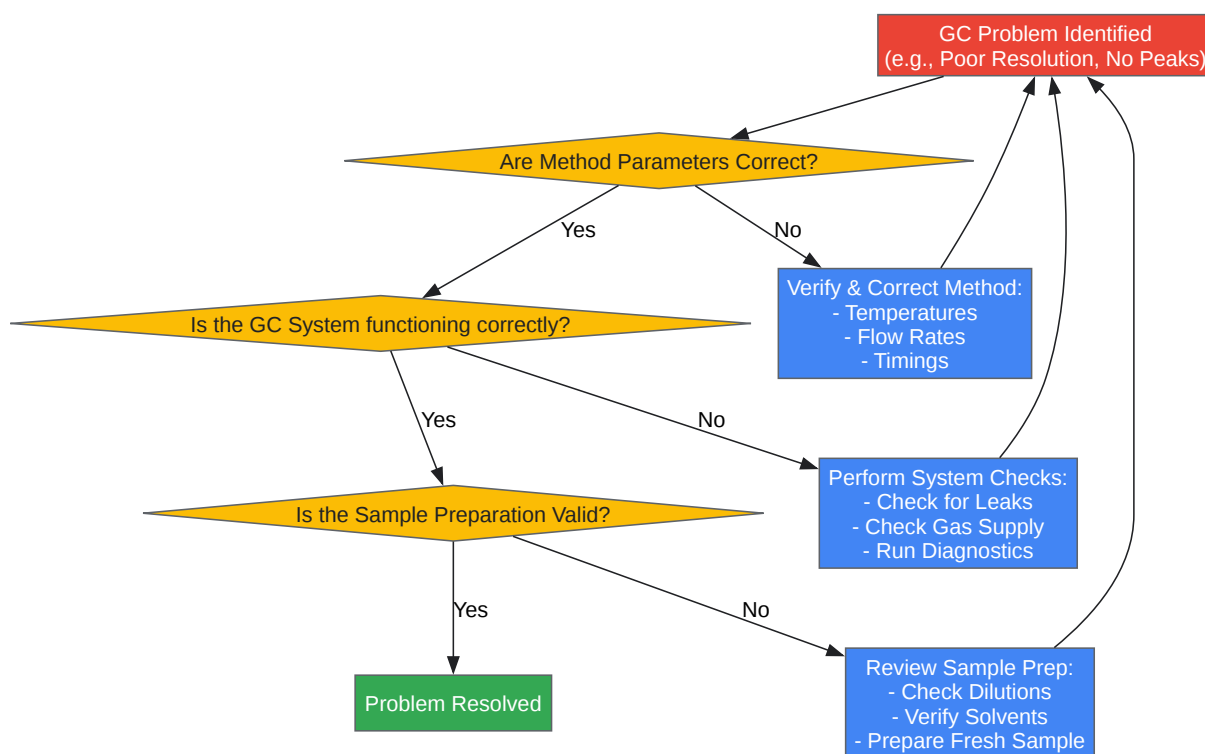 GC Problem Identified
(e.g., Poor Resolution, No Peaks)
Are Method Parameters Correct?
Yes
No
Verify & Correct Method:
- Temperatures
- Flow Rates
- Timings
Is the GC System functioning correctly?
Yes
No
Perform System Checks:
- Check for Leaks
- Check Gas Supply
- Run Diagnostics
Is the Sample Preparation Valid?
Yes
No
Review Sample Prep:
- Check Dilutions
- Verify Solvents
- Prepare Fresh Sample
Problem Resolved